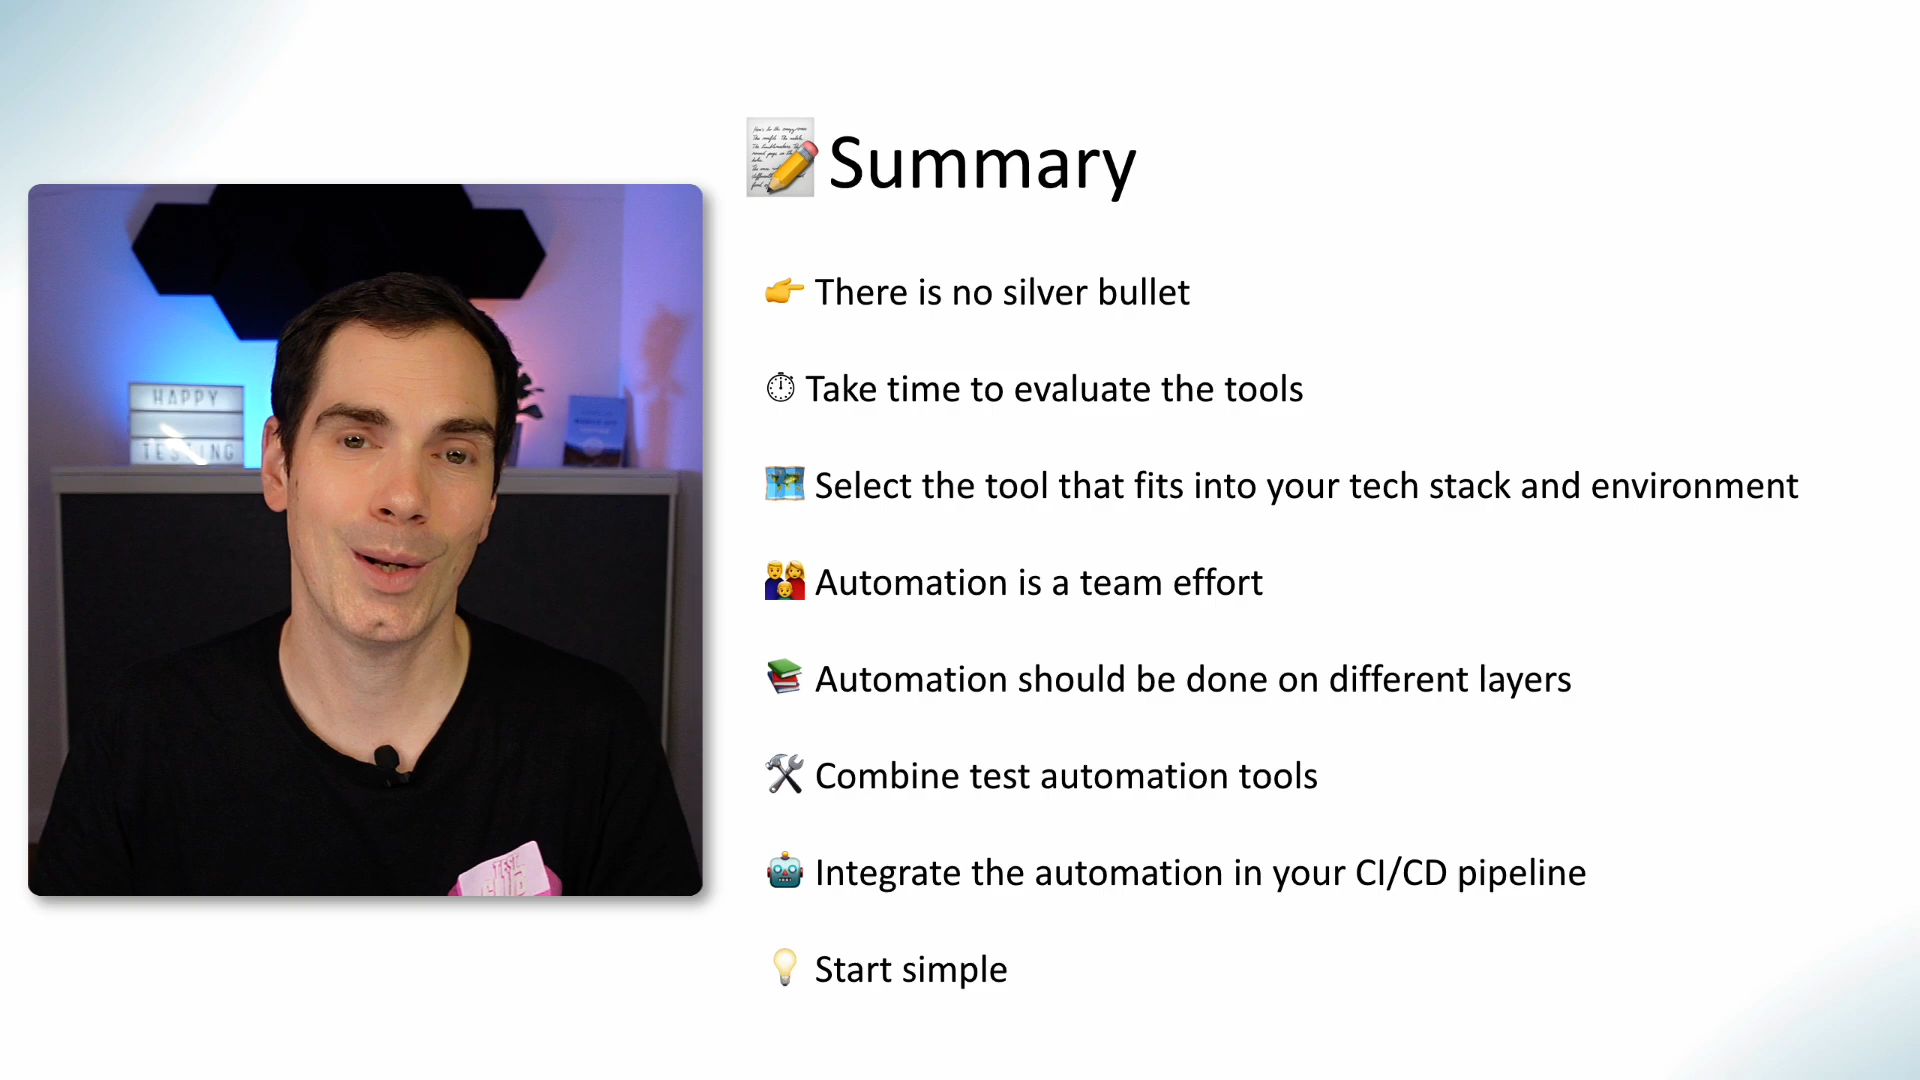 Summary
There is no silver bullet
Take time to evaluate the tools
Select the tool that fits into your tech stack and environment
Automation is a team effort
Automation should be done on different layers
Combine test automation tools
Integrate the automation in your CI/CD pipeline
Start simple
HAPPY
TESTING